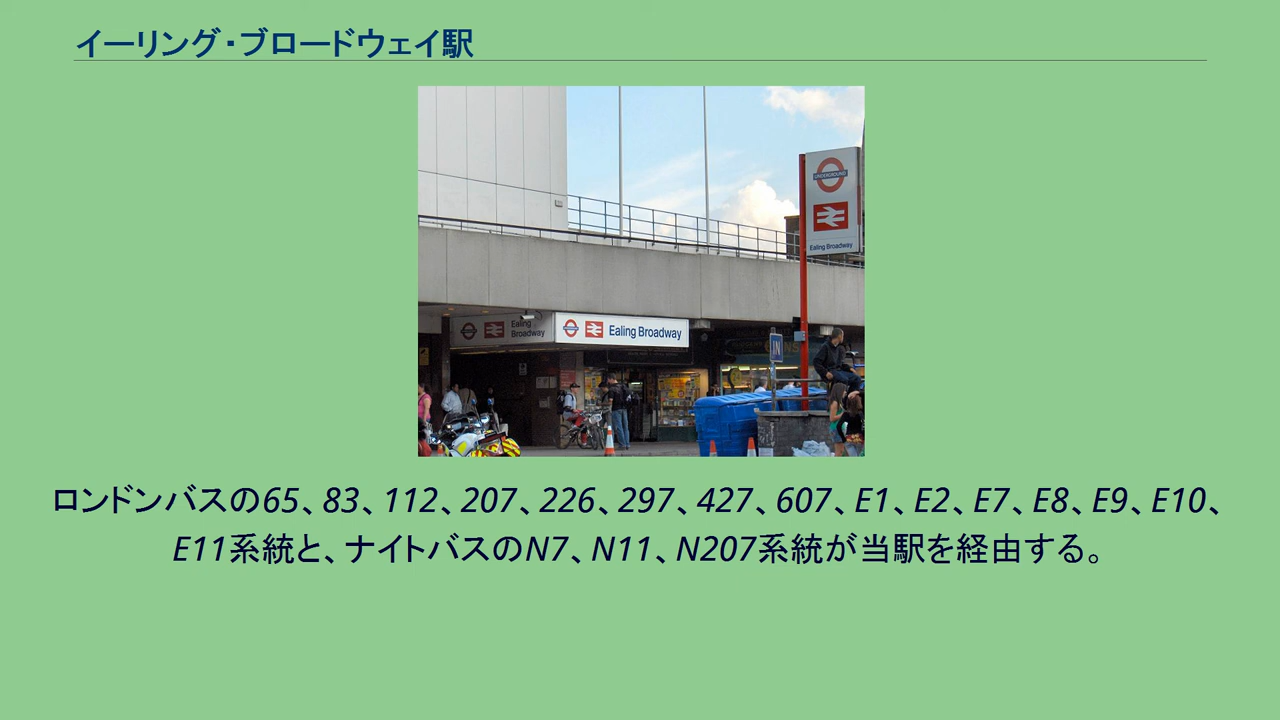 イーリング・ブロードウェイ駅
UNDERGROUND
Ealing Broadway
Ealing
Broadway
Ealing Broadway
IN
ロンドンバスの65、83、112、207、226、297、427、607、E1、E2、E7、E8、E9、E10、
E11系統と、ナイトバスのN7、N11、N207系統が当駅を経由する。